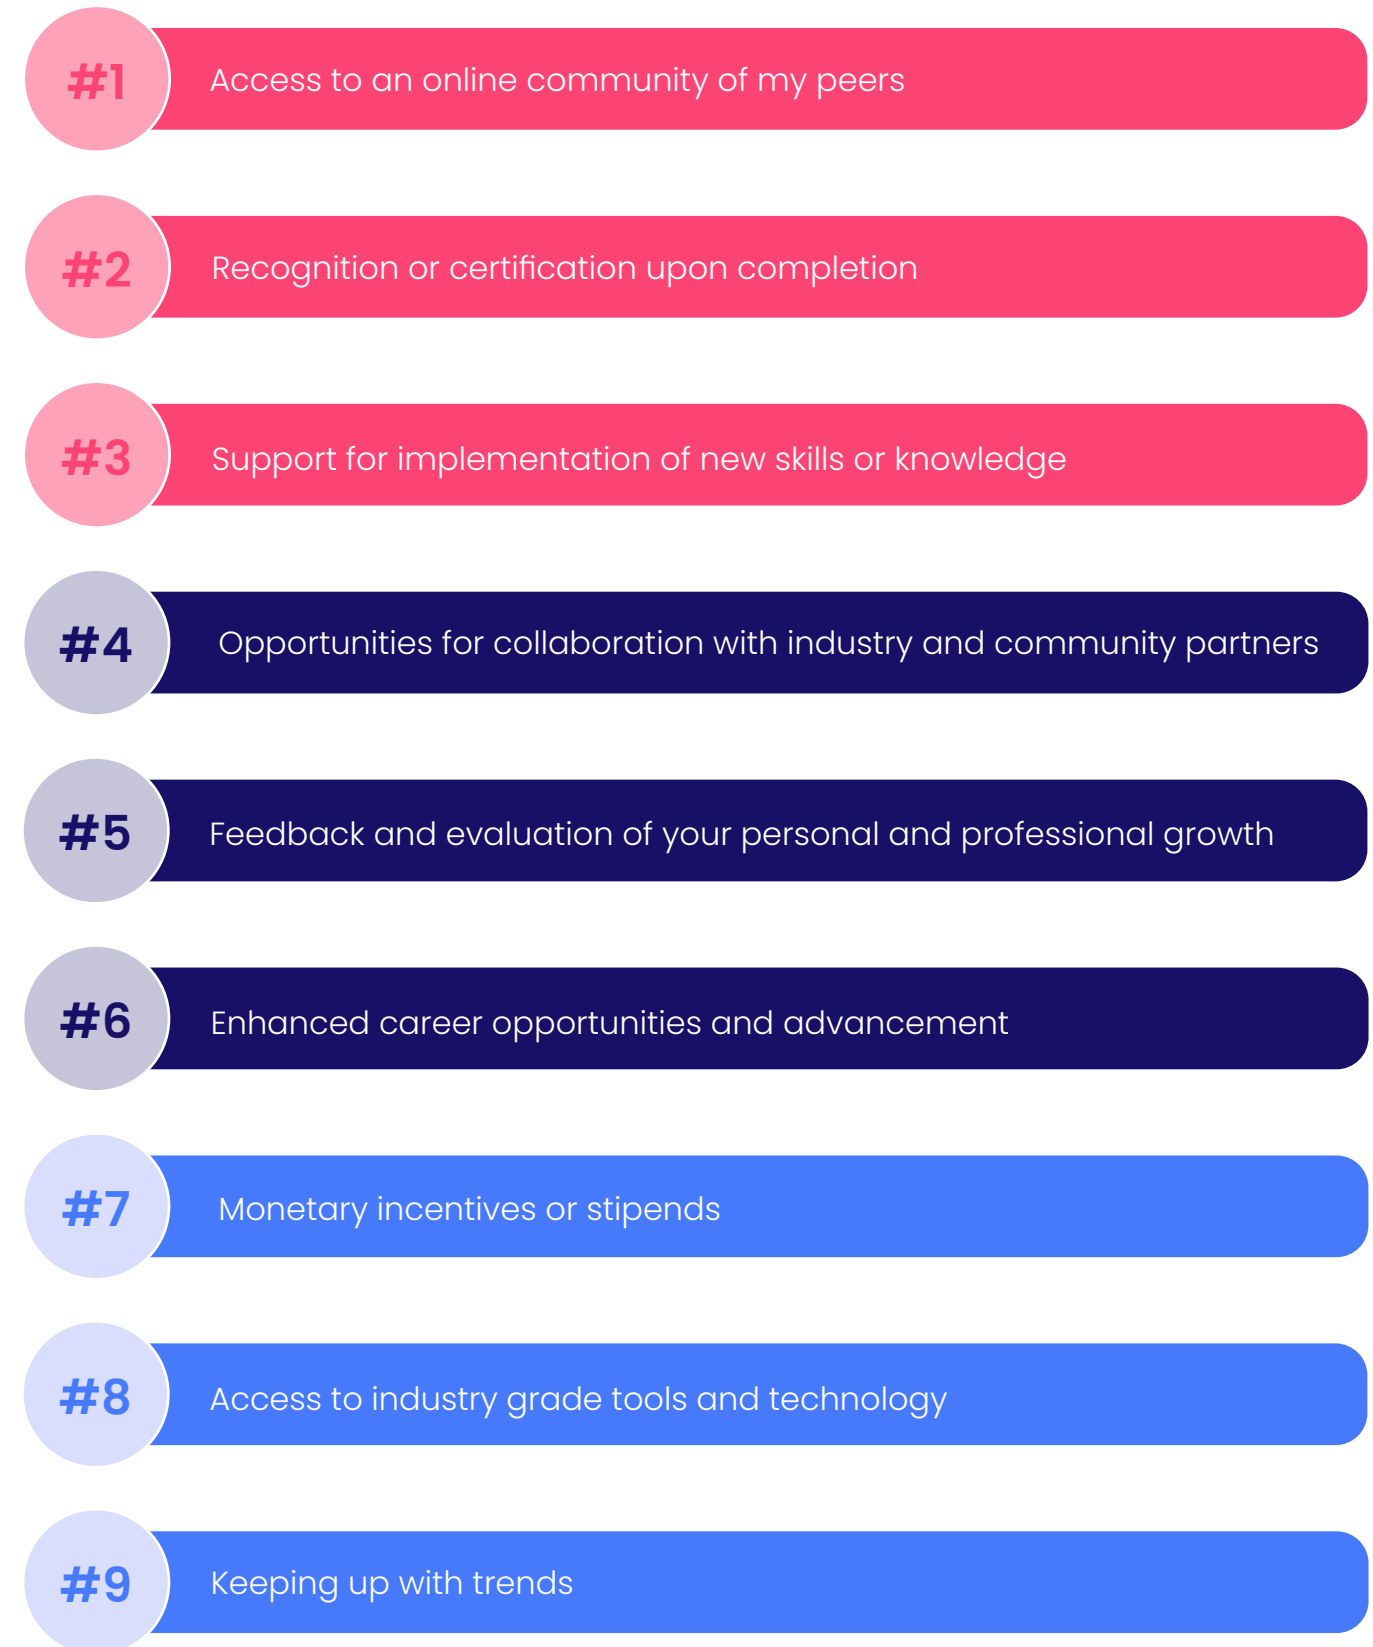 #1 Access to an online community of my peers
#2 Recognition or certification upon completion
#3 Support for implementation of new skills or knowledge
#4 Opportunities for collaboration with industry and community partners
#5 Feedback and evaluation of your personal and professional growth
#6 Enhanced career opportunities and advancement
#7 Monetary incentives or stipends
#8 Access to industry grade tools and technology
#9 Keeping up with trends